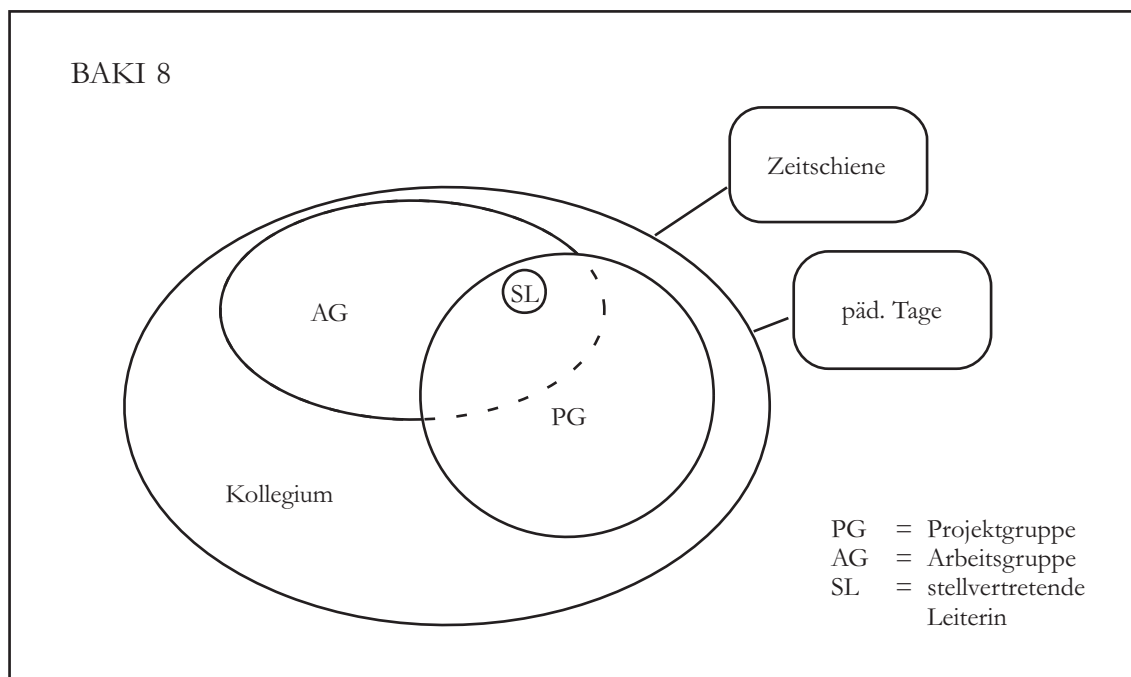 BAKI 8
Zeitschiene
päd. Tage
SL
AG
PG
Kollegium
PG = Projektgruppe
AG = Arbeitsgruppe
SL = stellvertretende
Leiterin